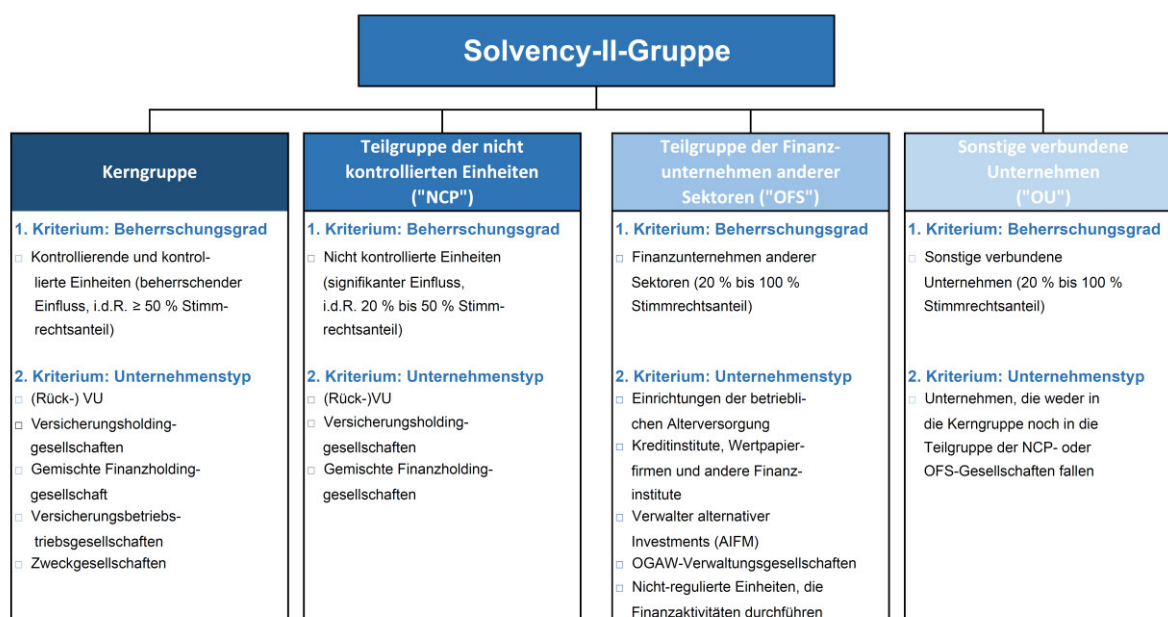 Solvency-II-Gruppe
Kerngruppe
1. Kriterium: Beherrschungsgrad
Kontrollierende und kontrol-
lierte Einheiten (beherrschender
Einfluss, i.d.R. ≥ 50 % Stimm-
rechtsanteil)
2. Kriterium: Unternehmenstyp
(Rück-) VU
Versicherungsholding-
gesellschaften
Gemischte Finanzholding-
gesellschaft
Versicherungsbetriebs-
triebsgesellschaften
Zweckgesellschaften
Teilgruppe der nicht
kontrollierten Einheiten
("NCP")
1. Kriterium: Beherrschungsgrad
Nicht kontrollierte Einheiten
(signifikanter Einfluss,
i.d.R. 20 % bis 50 % Stimm-
rechtsanteil)
2. Kriterium: Unternehmenstyp
(Rück-)VU
Versicherungsholding-
gesellschaften
Gemischte Finanzholding-
gesellschaften
Teilgruppe der Finanz-
unternehmen anderer
Sektoren ("OFS")
1. Kriterium: Beherrschungsgrad
Finanzunternehmen anderer
Sektoren (20 % bis 100 %
Stimmrechtsanteil)
2. Kriterium: Unternehmenstyp
Einrichtungen der betriebli-
chen Alterversorgung
Kreditinstitute, Wertpapier-
firmen und andere Finanz-
institute
Verwalter alternativer
Investments (AIFM)
OGAW-Verwaltungsgesellschaften
Nicht-regulierte Einheiten, die
Finanzaktivitäten durchführen
Sonstige verbundene
Unternehmen
("OU")
1. Kriterium: Beherrschungsgrad
Sonstige verbundene
Unternehmen (20 % bis 100 %
Stimmrechtsanteil)
2. Kriterium: Unternehmenstyp
Unternehmen, die weder in
die Kerngruppe noch in die
Teilgruppe der NCP- oder
OFS-Gesellschaften fallen